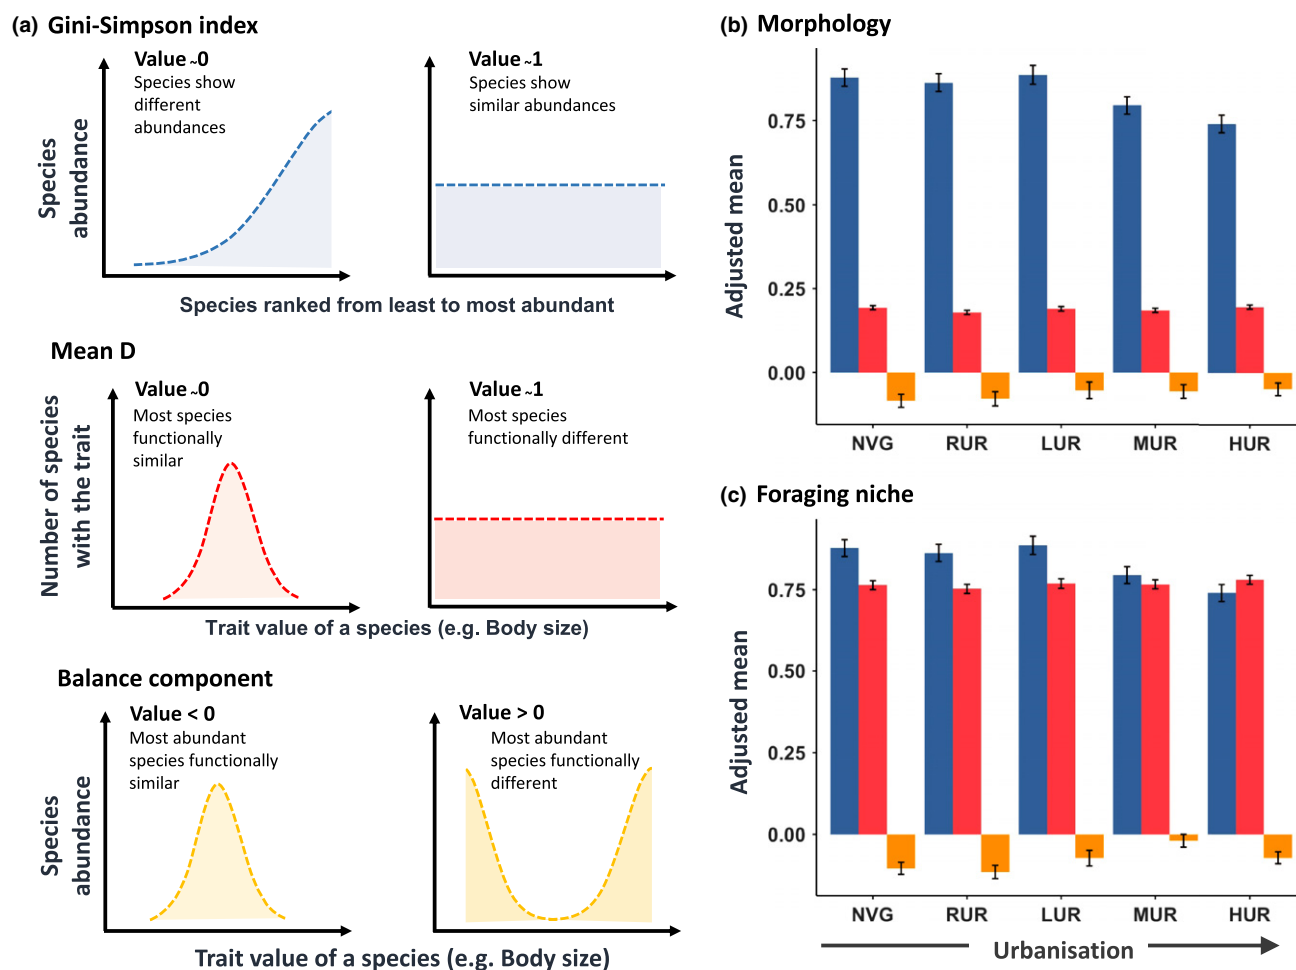 (a) Gini-Simpson index
Value ~0
Species show
different
abundances
Value ~1
Species show
similar abundances
Species
abundance
Species ranked from least to most abundant
Mean D
Value ~0
Most species
functionally
similar
Value ~1
Most species
functionally different
Number of species
with the trait
Trait value of a species (e.g. Body size)
Balance component
Value < 0
Most abundant
species functionally
similar
Value > 0
Most abundant
species functionally
different
Species
abundance
Trait value of a species (e.g. Body size)
(b) Morphology
Adjusted mean
0.75
0.50
0.25
0.00
NVG RUR LUR MUR HUR
(c) Foraging niche
Adjusted mean
0.75
0.50
0.25
0.00
NVG RUR LUR MUR HUR
Urbanisation